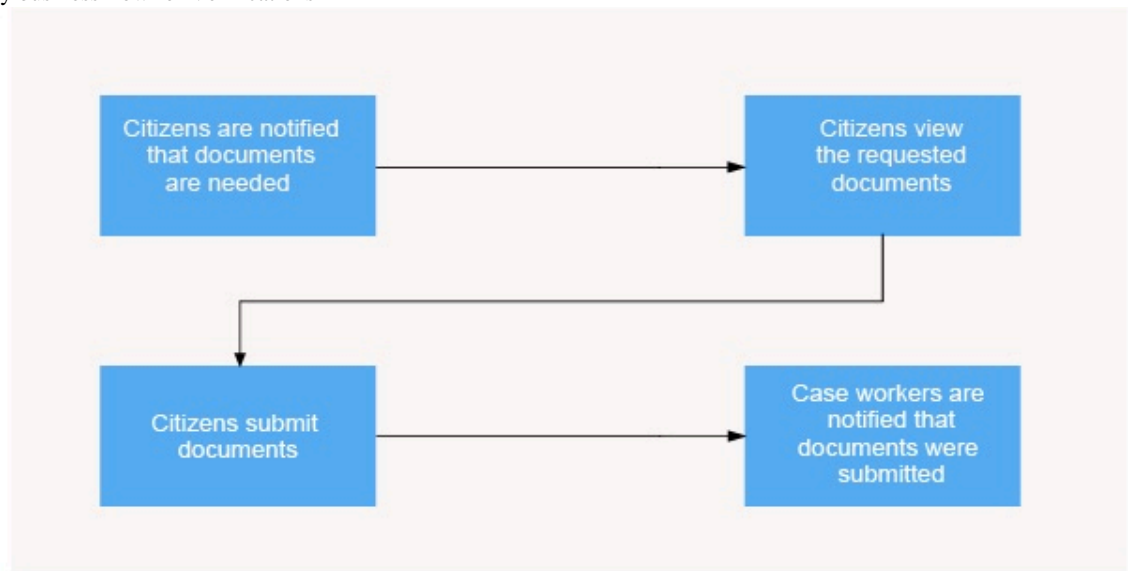 Citizens are notified
that documents
are needed
Citizens view
the requested
documents
Citizens submit
documents
Case workers are
notified that
documents were
submitted